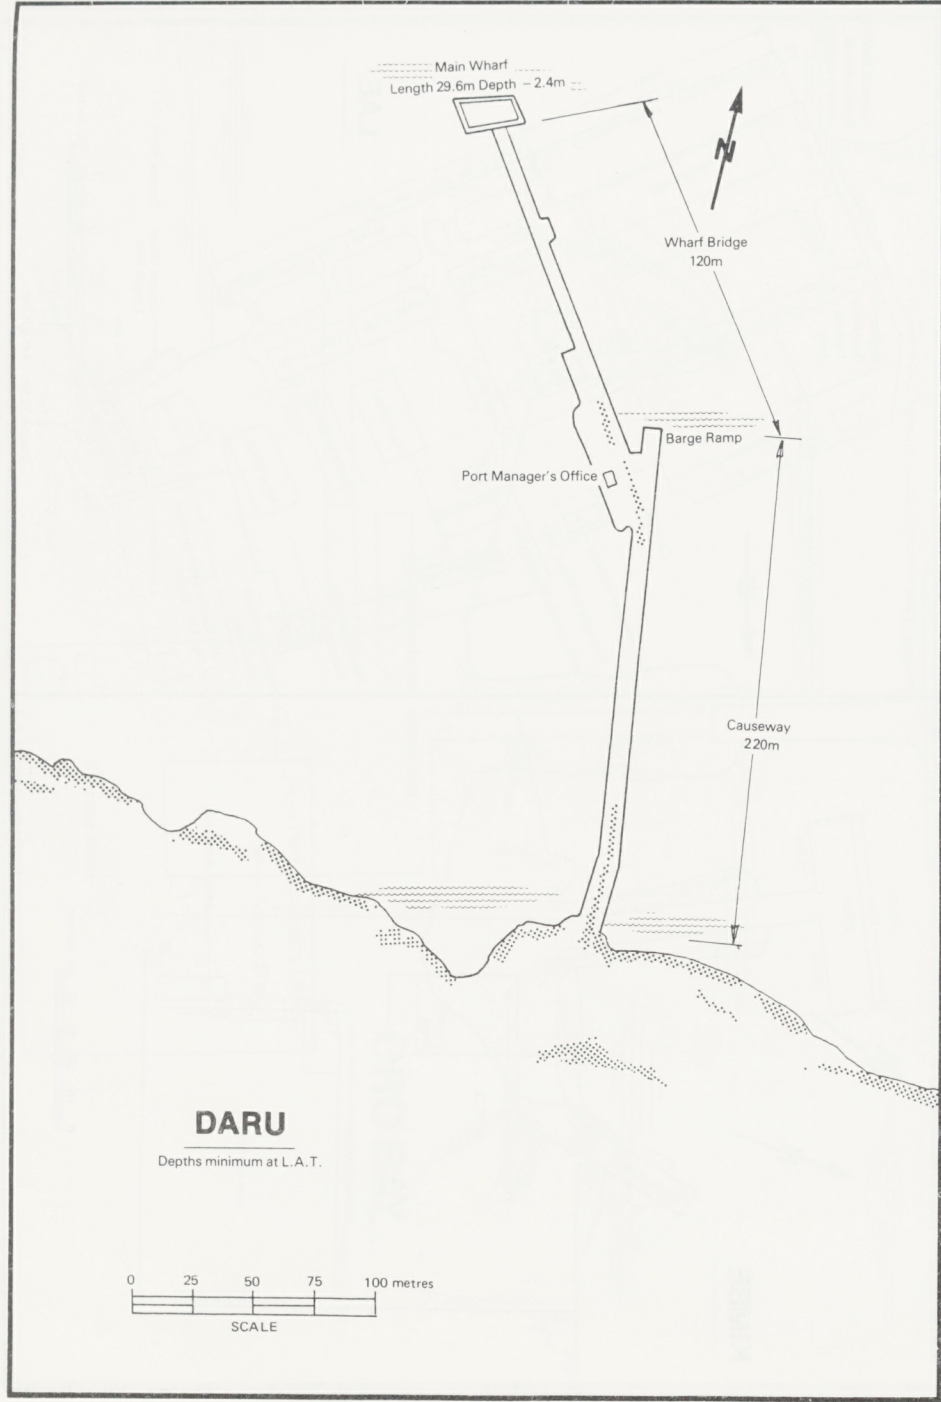 Main Wharf
Length 29.6m Depth – 2.4m
N
Wharf Bridge
120m
Barge Ramp
Port Manager's Office
Causeway
220m
DARU
Depths minimum at L.A.T.
0 25 50 75 100 metres
SCALE